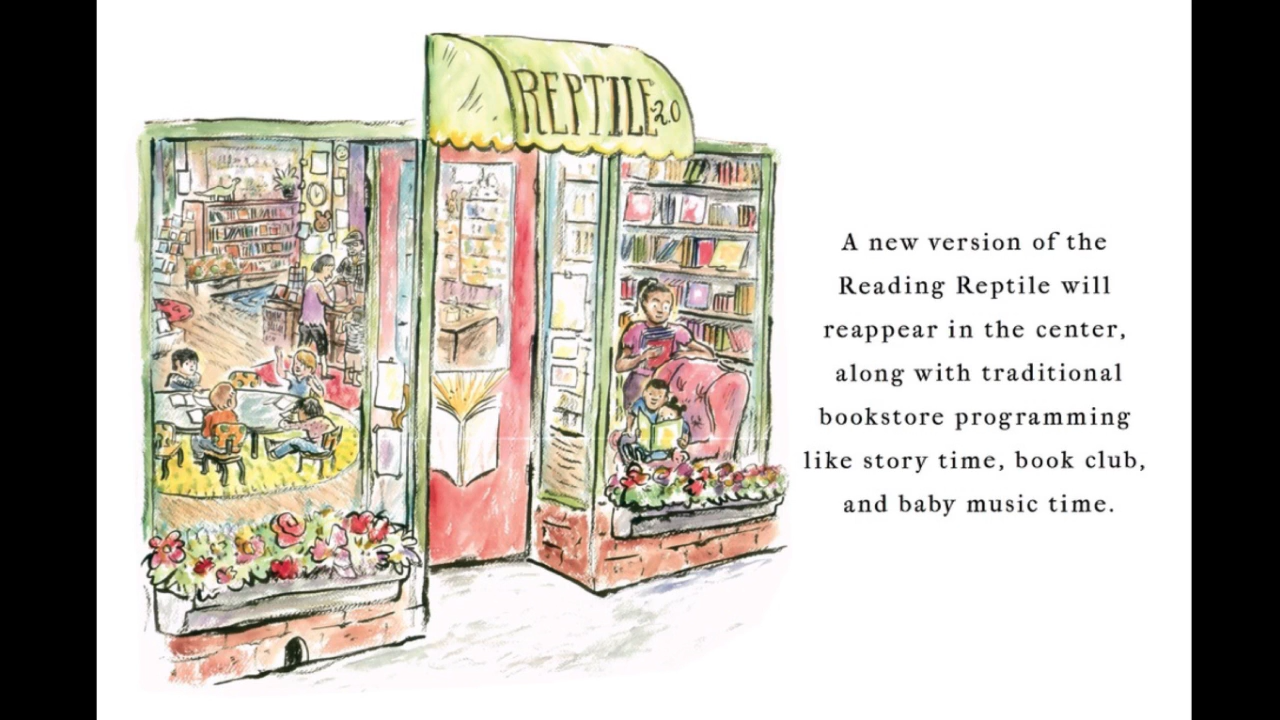 REPTILE 2.0
A new version of the
Reading Reptile will
reappear in the center,
along with traditional
bookstore programming
like story time, book club,
and baby music time.